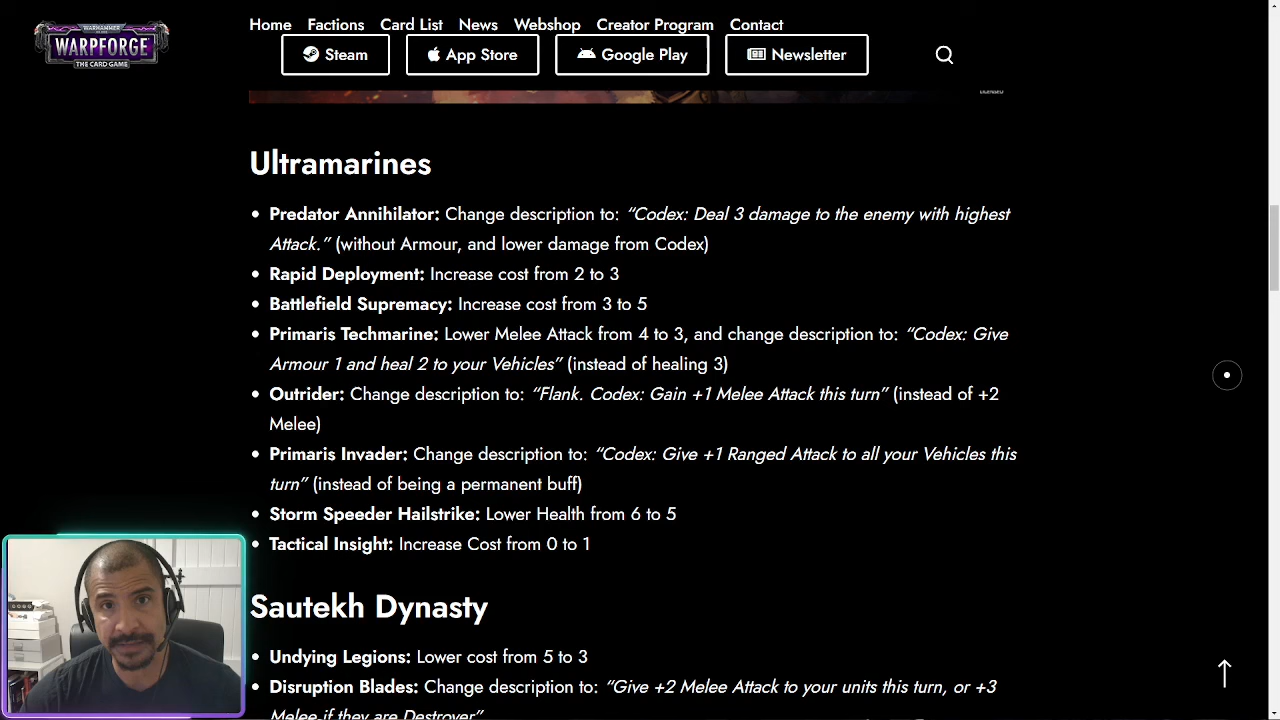 WARHAMMER
WARPFORGE
THE CARD GAME
Home Factions Card List News Webshop Creator Program Contact
Steam App Store Google Play Newsletter
Ultramarines
• Predator Annihilator: Change description to: “Codex: Deal 3 damage to the enemy with highest
Attack.” (without Armour, and lower damage from Codex)
• Rapid Deployment: Increase cost from 2 to 3
• Battlefield Supremacy: Increase cost from 3 to 5
• Primaris Techmarine: Lower Melee Attack from 4 to 3, and change description to: “Codex: Give
Armour 1 and heal 2 to your Vehicles” (instead of healing 3)
• Outrider: Change description to: “Flank. Codex: Gain +1 Melee Attack this turn” (instead of +2
Melee)
• Primaris Invader: Change description to: “Codex: Give +1 Ranged Attack to all your Vehicles this
turn” (instead of being a permanent buff)
• Storm Speeder Hailstrike: Lower Health from 6 to 5
• Tactical Insight: Increase Cost from 0 to 1
Sautekh Dynasty
• Undying Legions: Lower cost from 5 to 3
• Disruption Blades: Change description to: “Give +2 Melee Attack to your units this turn, or +3
Melee if they are Destroyer”